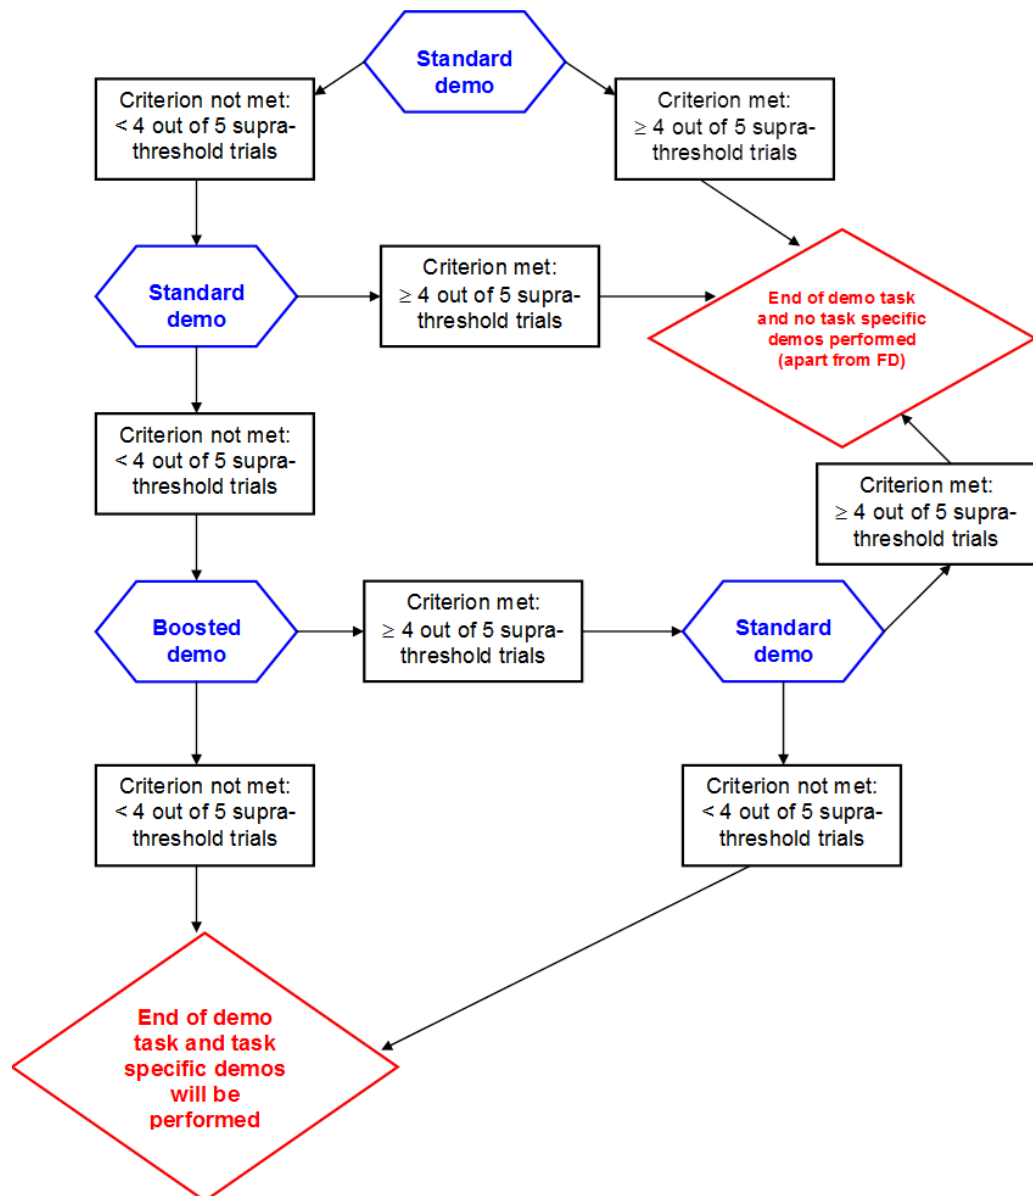 Standard
demo
Criterion not met:
< 4 out of 5 supra-
threshold trials
Criterion met:
≥ 4 out of 5 supra-
threshold trials
Standard
demo
Criterion met:
≥ 4 out of 5 supra-
threshold trials
End of demo task
and no task specific
demos performed
(apart from FD)
Criterion not met:
< 4 out of 5 supra-
threshold trials
Criterion met:
≥ 4 out of 5 supra-
threshold trials
Boosted
demo
Criterion met:
≥ 4 out of 5 supra-
threshold trials
Standard
demo
Criterion not met:
< 4 out of 5 supra-
threshold trials
Criterion not met:
< 4 out of 5 supra-
threshold trials
End of demo
task and task
specific demos
will be
performed